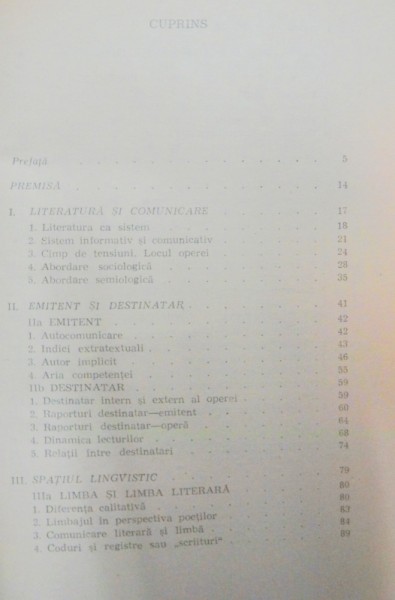 CUPRINS
Prefață . . . . . . . . . . . . . 5
PREMISĂ . . . . . . . . . . . . . 14
I. LITERATURĂ ȘI COMUNICARE . . . . . . . 17
1. Literatura ca sistem . . . . . . . . . 18
2. Sistem informativ și comunicativ . . . . . . 21
3. Cîmp de tensiuni. Locul operei . . . . . . 24
4. Abordare sociologică . . . . . . . . . 28
5. Abordare semiologică . . . . . . . . . 35
II. EMITENT ȘI DESTINATAR . . . . . . . . 41
IIa EMITENT . . . . . . . . . . . 42
1. Autocomunicare . . . . . . . . . . 42
2. Indici extratextuali . . . . . . . . . 43
3. Autor implicit . . . . . . . . . . 46
4. Aria competenței . . . . . . . . . . 55
IIb DESTINATAR . . . . . . . . . . 59
1. Destinatar intern și extern al operei . . . . . 59
2. Raporturi destinatar—emitent . . . . . . . 60
3. Raporturi destinatar—operă . . . . . . . 64
4. Dinamica lecturilor . . . . . . . . . 68
5. Relații între destinatari . . . . . . . . 74
III. SPAȚIUL LINGVISTIC . . . . . . . . . 79
IIIa LIMBA ȘI LIMBA LITERARĂ . . . . . . 80
1. Diferența calitativă . . . . . . . . . 80
2. Limbajul în perspectiva poeților . . . . . . 83
3. Comunicare literară și limbă . . . . . . . 84
4. Coduri și registre sau „scriituri“ . . . . . . 89